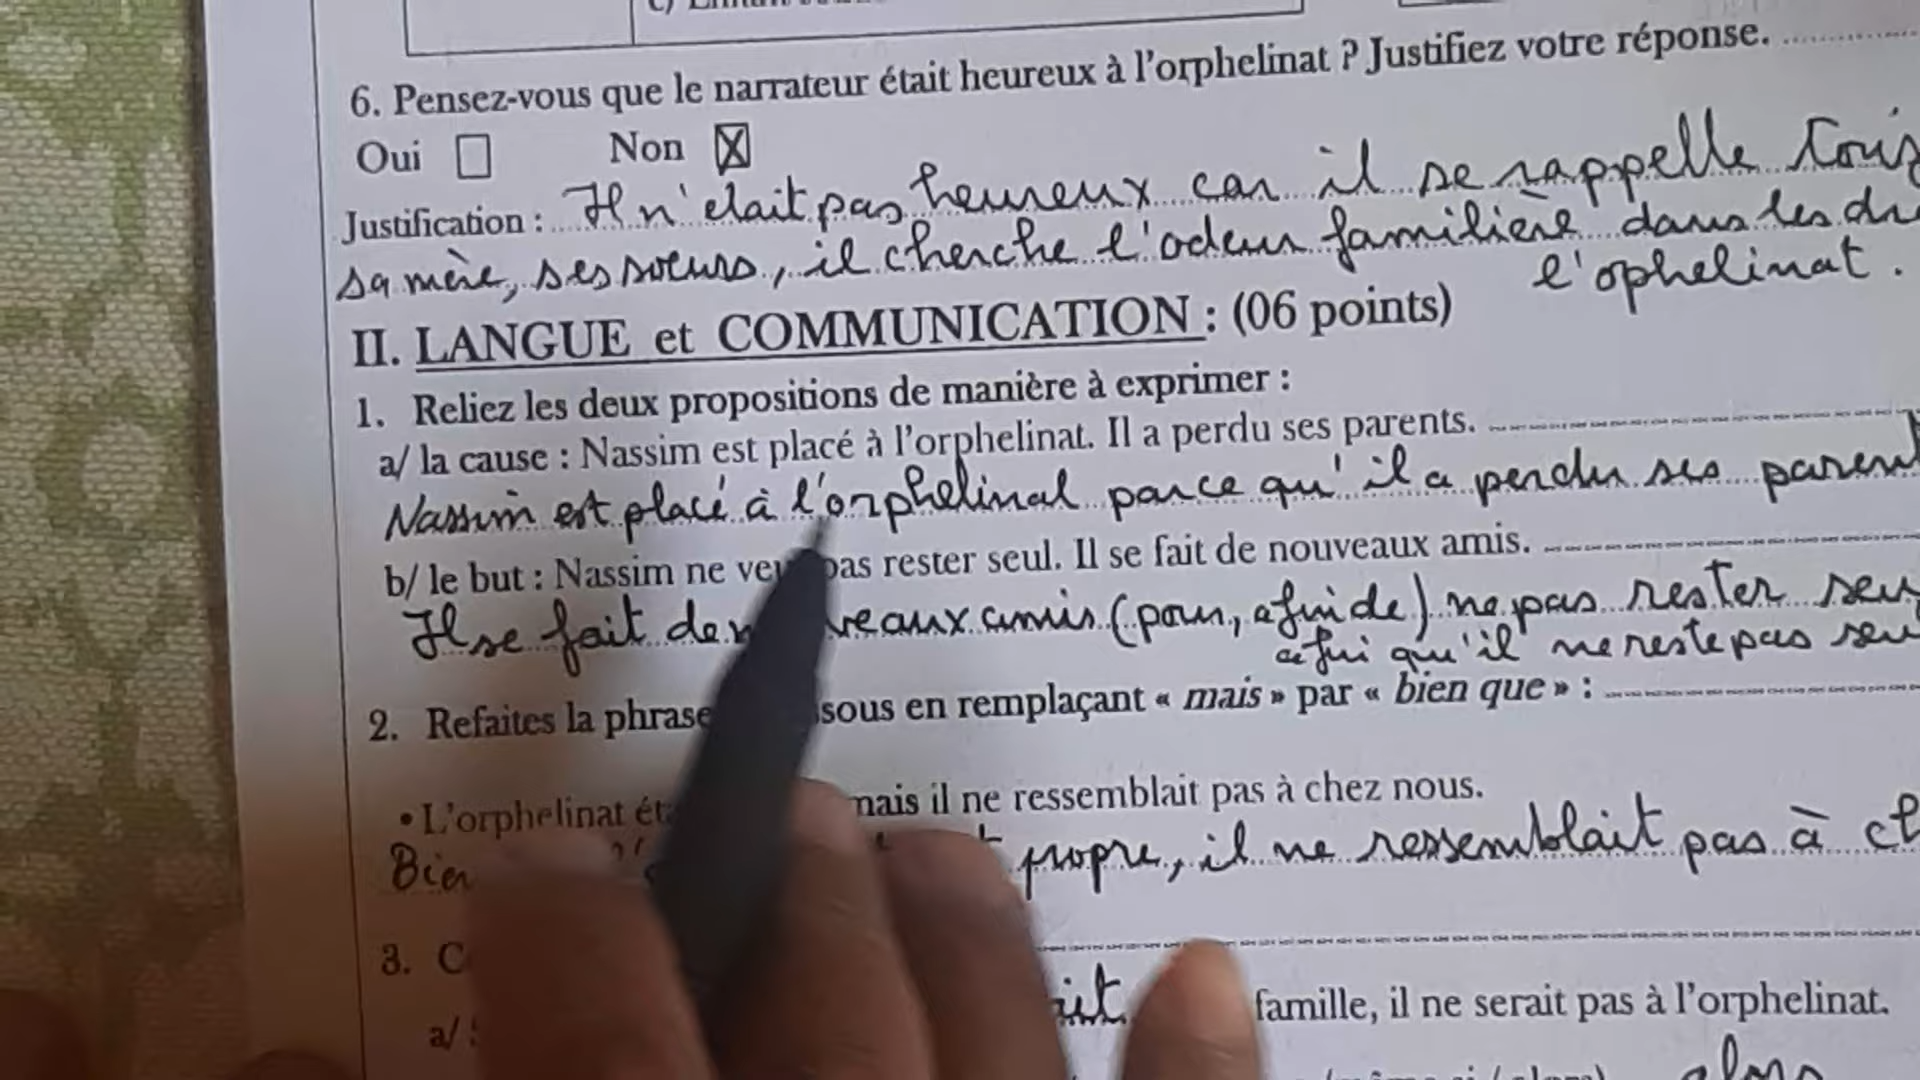 6. Pensez-vous que le narrateur était heureux à l'orphelinat ? Justifiez votre réponse. ............
Oui ☐ Non ☒
Justification : Il n'était pas heureux car il se rappelle
sa mère, ses soeurs, il cherche l'odeur familière dans les
l'ophelinat.
II. LANGUE et COMMUNICATION : (06 points)
1. Reliez les deux propositions de manière à exprimer :
a/ la cause : Nassim est placé à l'orphelinat. Il a perdu ses parents.
Nassim est placé à l'orphelinat parce qu'il a perdu ses
b/ le but : Nassim ne pas rester seul. Il se fait de nouveaux amis.
Il se fait de amis (pour, afin de) ne pas rester
afin qu'il ne reste pas
2. Refaites la phrase sous en remplaçant « mais » par « bien que » :
• L'orphelinat mais il ne ressemblait pas à chez nous.
Bien propre, il ne ressemblait pas à
3.
a/ famille, il ne serait pas à l'orphelinat.
alors